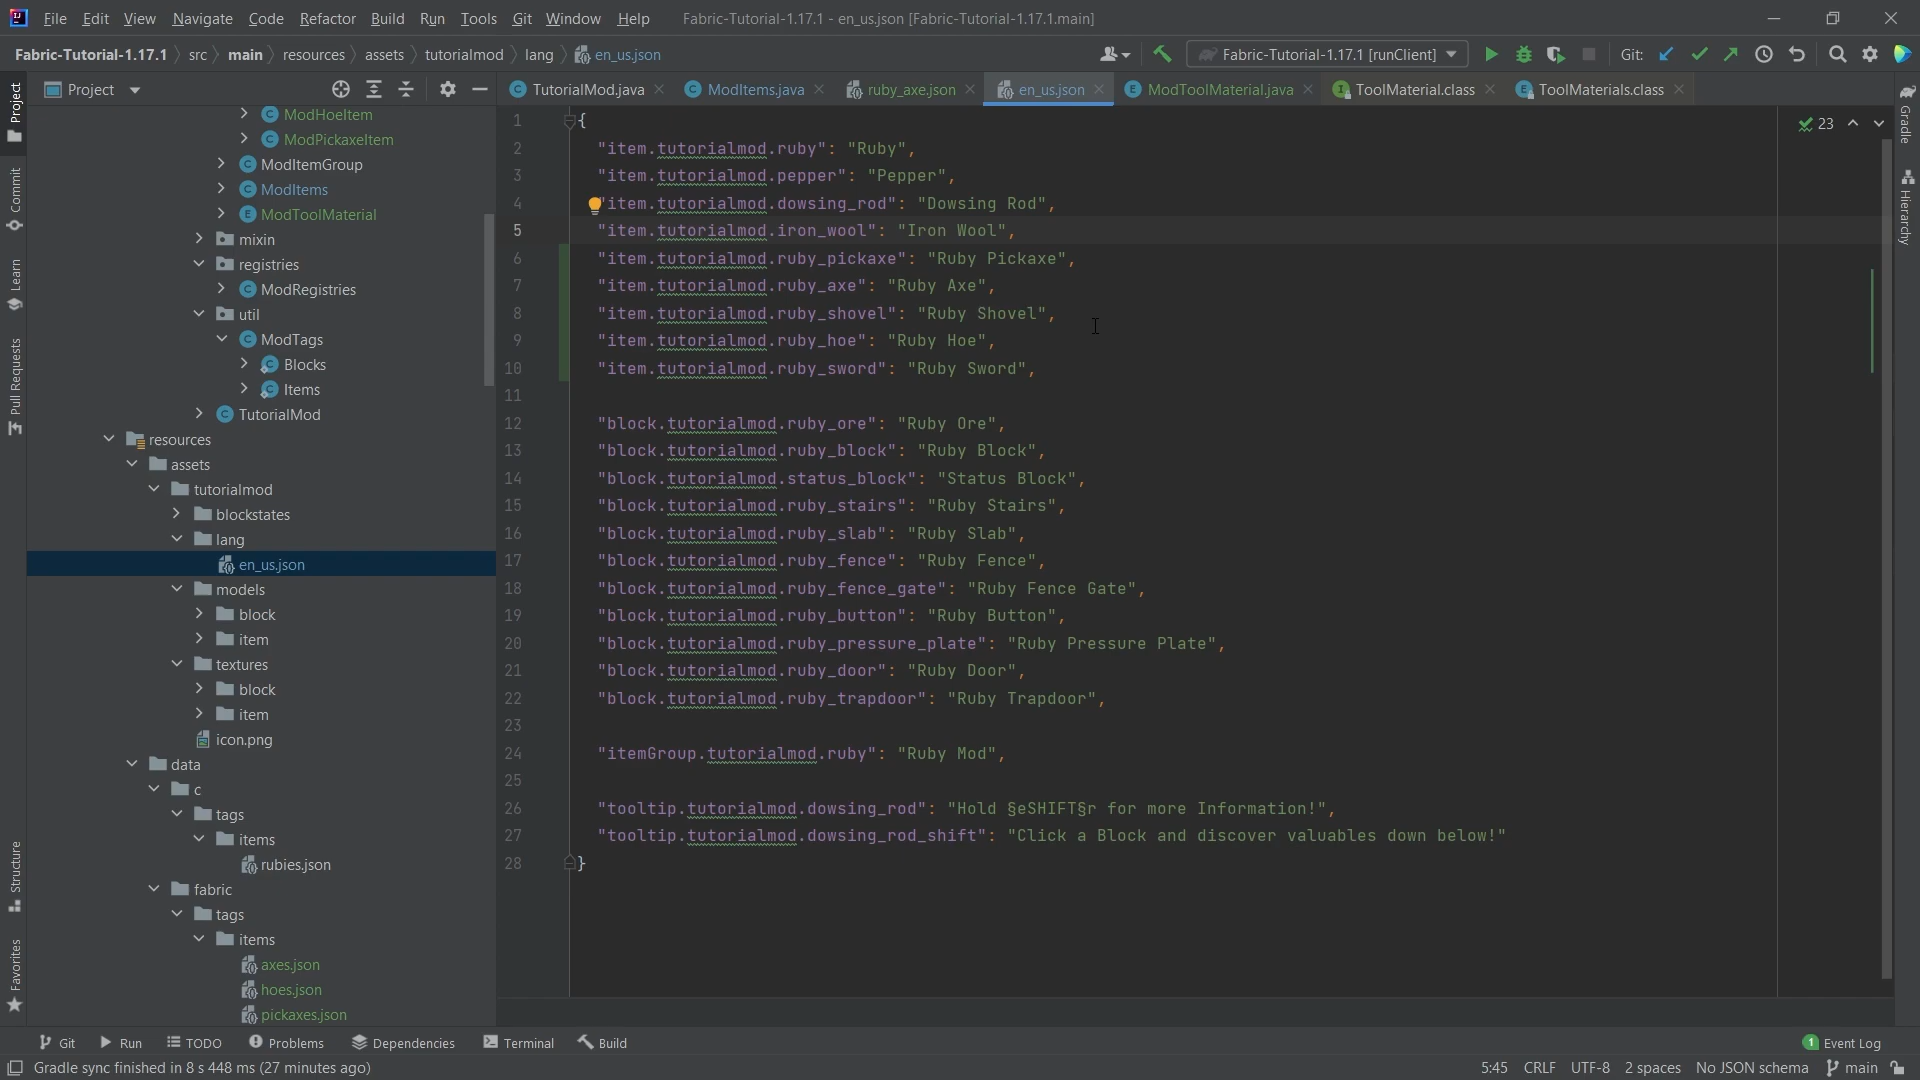 File Edit View Navigate Code Refactor Build Run Tools Git Window Help Fabric-Tutorial-1.17.1 - en_us.json [Fabric-Tutorial-1.17.1.main]
Fabric-Tutorial-1.17.1 src main resources assets tutorialmod lang en_us.json Fabric-Tutorial-1.17.1 [runClient] Git:
Project
TutorialMod.java ModItems.java ruby_axe.json en_us.json ModToolMaterial.java ToolMaterial.class ToolMaterials.class
Project
Commit
Learn
Pull Requests
Structure
Favorites
ModHoeItem
ModPickaxeItem
ModItemGroup
ModItems
ModToolMaterial
mixin
registries
ModRegistries
util
ModTags
Blocks
Items
TutorialMod
resources
assets
tutorialmod
blockstates
lang
en_us.json
models
block
item
textures
block
item
icon.png
data
c
tags
items
rubies.json
fabric
tags
items
axes.json
hoes.json
pickaxes.json
1 {
2 "item.tutorialmod.ruby": "Ruby",
3 "item.tutorialmod.pepper": "Pepper",
4 "item.tutorialmod.dowsing_rod": "Dowsing Rod",
5 "item.tutorialmod.iron_wool": "Iron Wool",
6 "item.tutorialmod.ruby_pickaxe": "Ruby Pickaxe",
7 "item.tutorialmod.ruby_axe": "Ruby Axe",
8 "item.tutorialmod.ruby_shovel": "Ruby Shovel",
9 "item.tutorialmod.ruby_hoe": "Ruby Hoe",
10 "item.tutorialmod.ruby_sword": "Ruby Sword",
11
12 "block.tutorialmod.ruby_ore": "Ruby Ore",
13 "block.tutorialmod.ruby_block": "Ruby Block",
14 "block.tutorialmod.status_block": "Status Block",
15 "block.tutorialmod.ruby_stairs": "Ruby Stairs",
16 "block.tutorialmod.ruby_slab": "Ruby Slab",
17 "block.tutorialmod.ruby_fence": "Ruby Fence",
18 "block.tutorialmod.ruby_fence_gate": "Ruby Fence Gate",
19 "block.tutorialmod.ruby_button": "Ruby Button",
20 "block.tutorialmod.ruby_pressure_plate": "Ruby Pressure Plate",
21 "block.tutorialmod.ruby_door": "Ruby Door",
22 "block.tutorialmod.ruby_trapdoor": "Ruby Trapdoor",
23
24 "itemGroup.tutorialmod.ruby": "Ruby Mod",
25
26 "tooltip.tutorialmod.dowsing_rod": "Hold §eSHIFT§r for more Information!",
27 "tooltip.tutorialmod.dowsing_rod_shift": "Click a Block and discover valuables down below!"
28 }
23
Gradle
Hierarchy
Git Run TODO Problems Dependencies Terminal Build 1 Event Log
Gradle sync finished in 8 s 448 ms (27 minutes ago) 5:45 CRLF UTF-8 2 spaces No JSON schema main